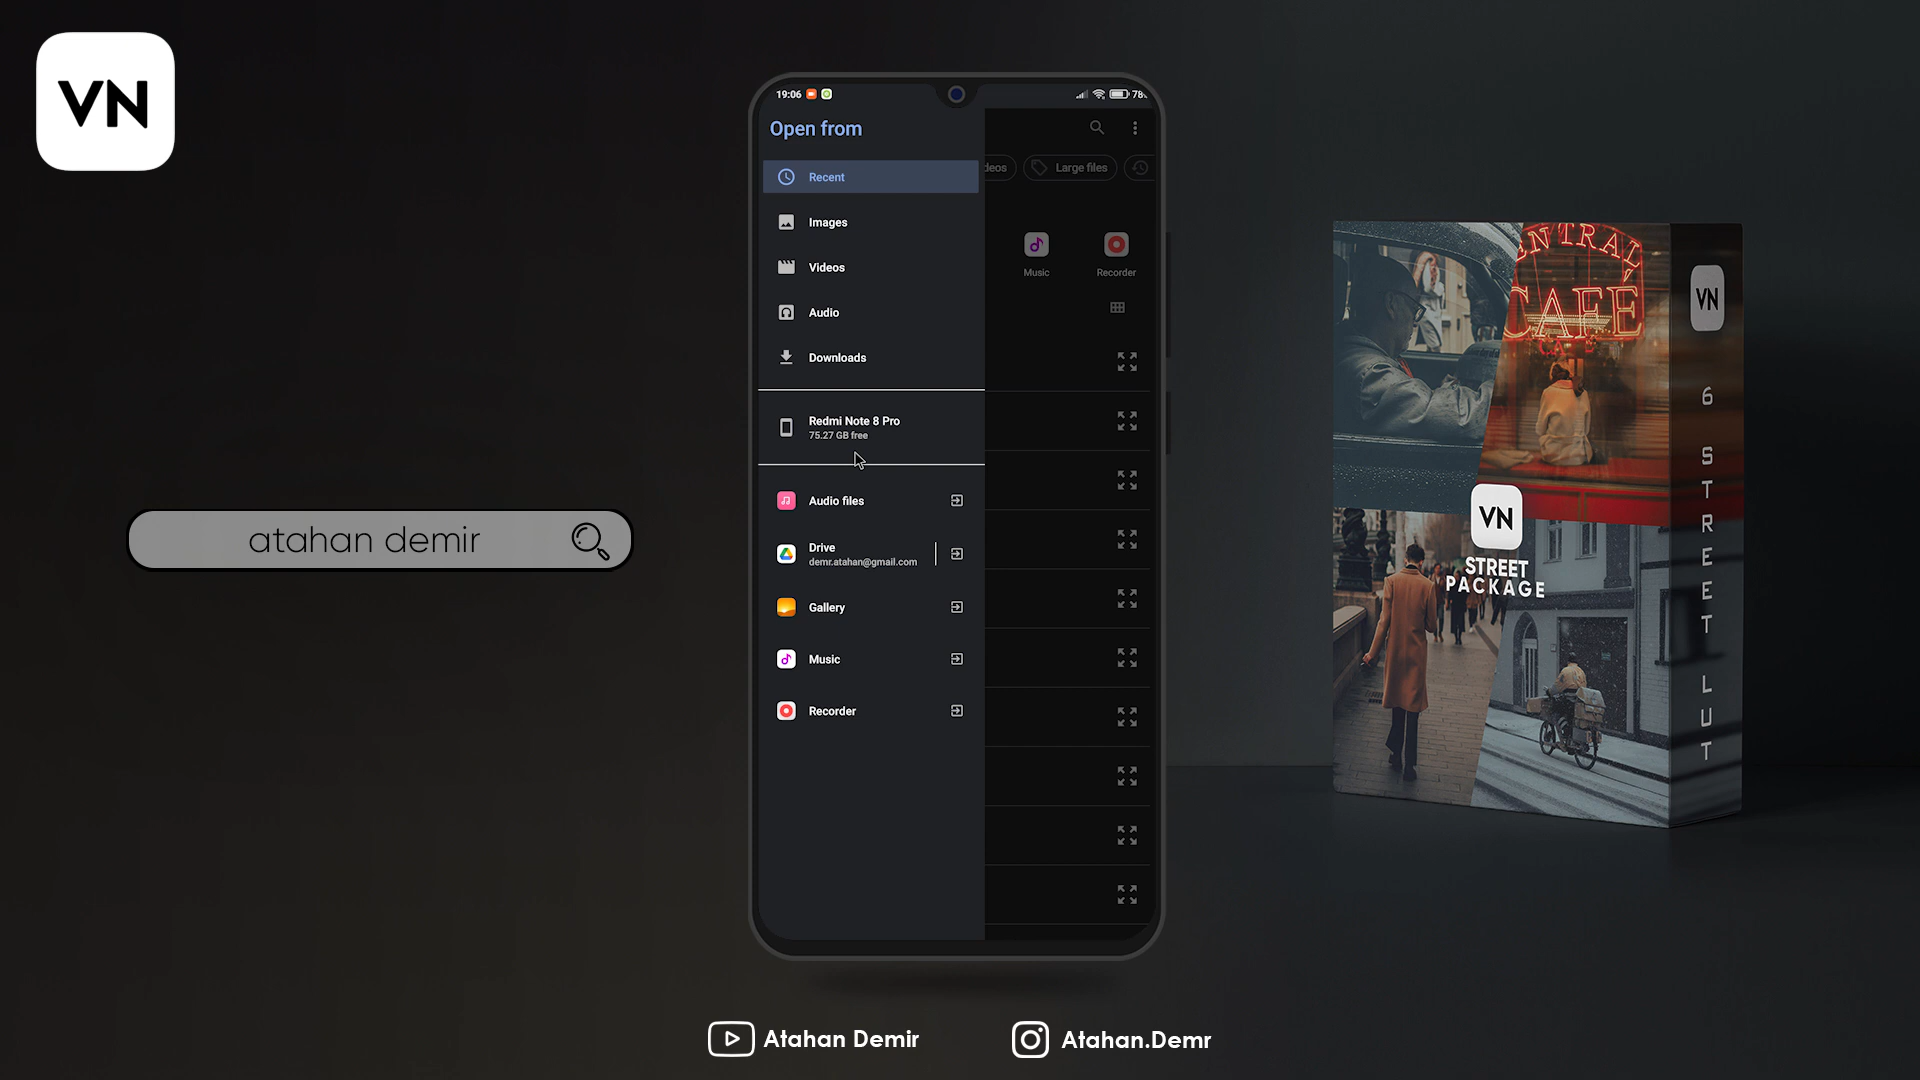 VN
19:06
78
Open from
Recent
deos
Large files
Images
Music
Recorder
Videos
Audio
Downloads
Redmi Note 8 Pro
75.27 GB free
Audio files
Drive
demr.atahan@gmail.com
Gallery
Music
Recorder
atahan demir
CENTRAL
CAFE
VN
STREET
PACKAGE
VN
6 STREET LUT
Atahan Demir
Atahan.Demr